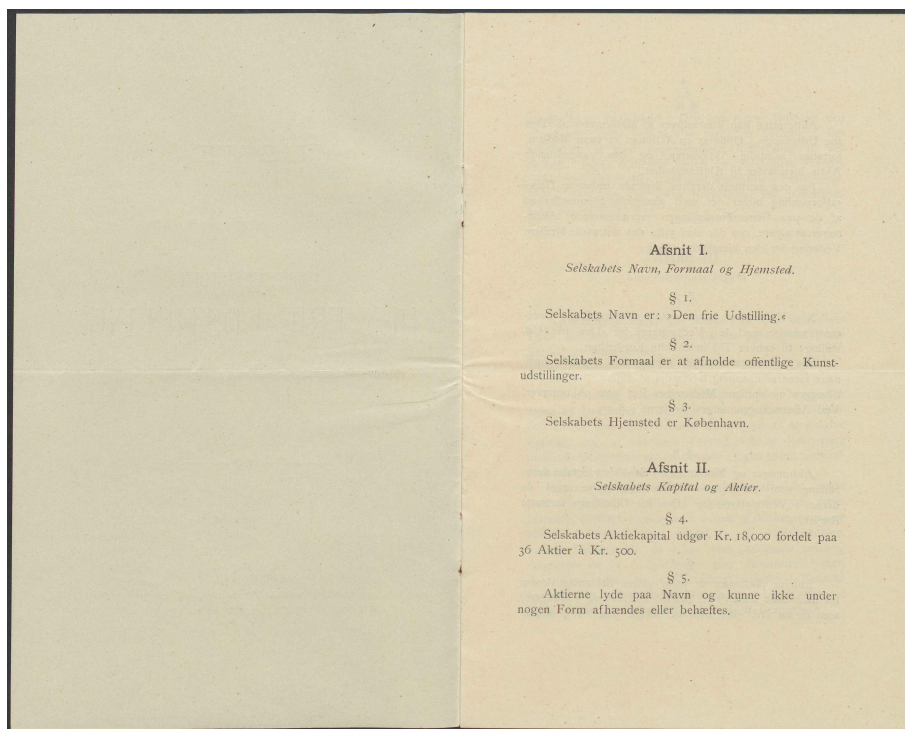 Afsnit I.
Selskabets Navn, Formaal og Hjemsted.
§ 1.
Selskabets Navn er: »Den frie Udstilling.«
§ 2.
Selskabets Formaal er at afholde offentlige Kunst-
udstillinger.
§ 3.
Selskabets Hjemsted er København.
Afsnit II.
Selskabets Kapital og Aktier.
§ 4.
Selskabets Aktiekapital udgør Kr. 18,000 fordelt paa
36 Aktier à Kr. 500.
§ 5.
Aktierne lyde paa Navn og kunne ikke under
nogen Form afhændes eller behæftes.